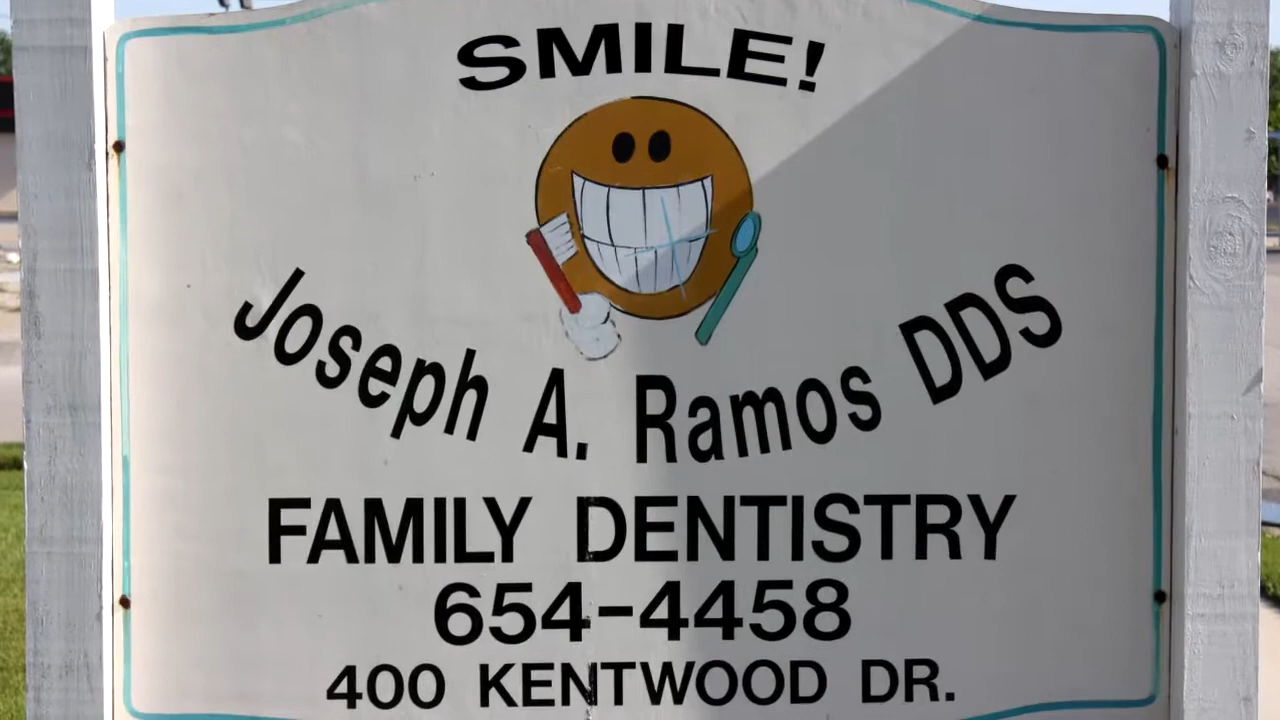 SMILE!
Joseph A. Ramos DDS
FAMILY DENTISTRY
654-4458
400 KENTWOOD DR.